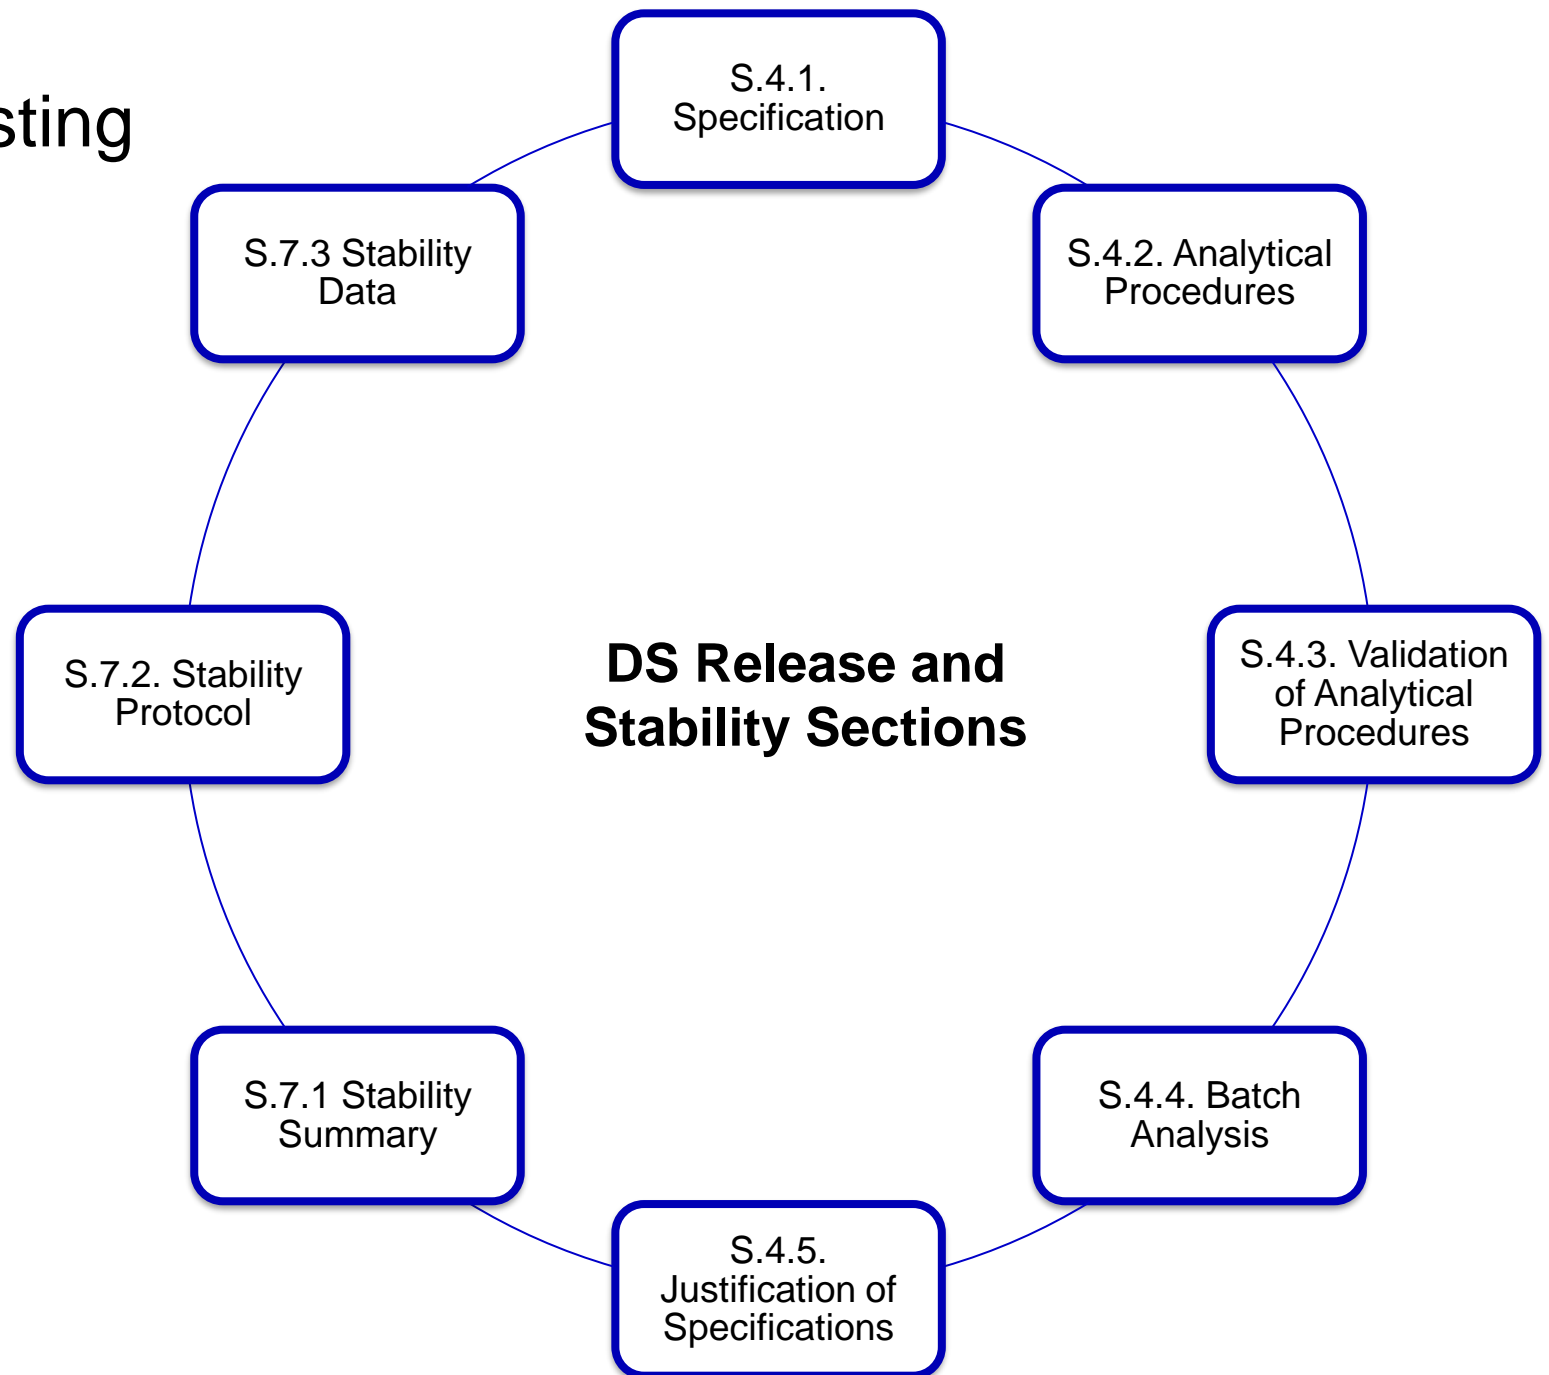 sting
S.4.1.
Specification
S.4.2. Analytical
Procedures
S.4.3. Validation
of Analytical
Procedures
S.4.4. Batch
Analysis
S.4.5.
Justification of
Specifications
S.7.1 Stability
Summary
S.7.2. Stability
Protocol
S.7.3 Stability
Data
DS Release and
Stability Sections